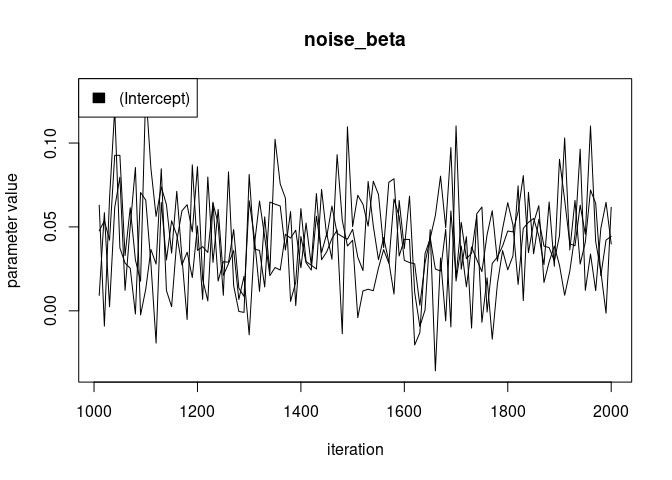 noise_beta
(Intercept)
parameter value
0.10
0.05
0.00
1000 1200 1400 1600 1800 2000
iteration